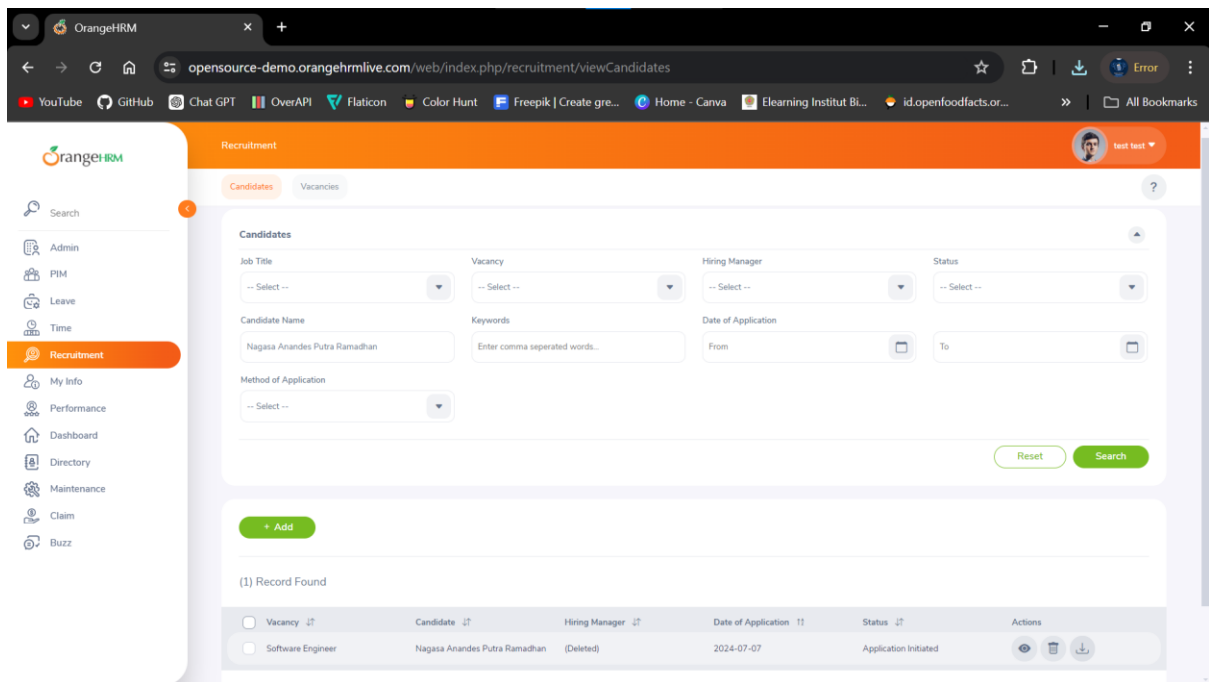 OrangeHRM
opensource-demo.orangehrmlive.com/web/index.php/recruitment/viewCandidates
Error
YouTube GitHub Chat GPT OverAPI Flaticon Color Hunt Freepik | Create gre... Home - Canva Elearning Institut Bi... id.openfoodfacts.or... » All Bookmarks
OrangeHRM
Recruitment
test test
Candidates Vacancies ?
Search
Admin
PIM
Leave
Time
Recruitment
My Info
Performance
Dashboard
Directory
Maintenance
Claim
Buzz
Candidates
Job Title Vacancy Hiring Manager Status
-- Select -- -- Select -- -- Select -- -- Select --
Candidate Name Keywords Date of Application
Nagasa Anandes Putra Ramadhan Enter comma seperated words... From To
Method of Application
-- Select --
Reset Search
+ Add
(1) Record Found
Vacancy Candidate Hiring Manager Date of Application Status Actions
Software Engineer Nagasa Anandes Putra Ramadhan (Deleted) 2024-07-07 Application Initiated